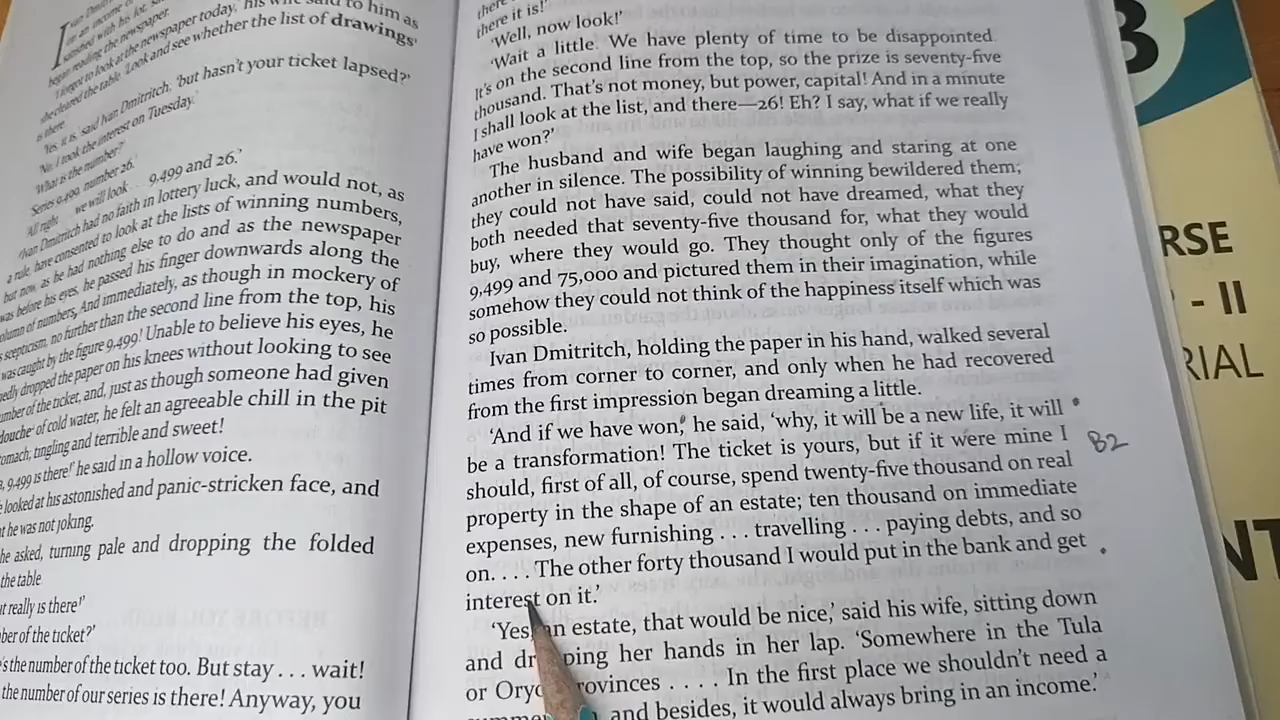 an income
satisfied with his lot,
began reading the newspaper.
'I forgot to look at the newspaper today,' his wife said to him as
she cleared the table. 'Look and see whether the list of drawings'
is there.
'Yes, it is,' said Ivan Dmitritch; 'but hasn't your ticket lapsed?'
'No; I took the interest on Tuesday.'
'What is the number?'
'Series 9,499, number 26.'
'All right . . . we will look . . . 9,499 and 26.'
Ivan Dmitritch had no faith in lottery luck, and would not, as
a rule, have consented to look at the lists of winning numbers,
but now, as he had nothing else to do and as the newspaper
was before his eyes, he passed his finger downwards along the
column of numbers, And immediately, as though in mockery of
scepticism, no further than the second line from the top, his
was caught by the figure 9,499! Unable to believe his eyes, he
edly dropped the paper on his knees without looking to see
mber of the ticket, and, just as though someone had given
douche of cold water, he felt an agreeable chill in the pit
omach; tingling and terrible and sweet!
9,499 is there!' he said in a hollow voice.
looked at his astonished and panic-stricken face, and
t he was not joking.
he asked, turning pale and dropping the folded
the table
t really is there!'
ber of the ticket?'
's the number of the ticket too. But stay . . . wait!
the number of our series is there! Anyway, you
there
there it is!'
'Well, now look!'
'Wait a little. We have plenty of time to be disappointed.
It's on the second line from the top, so the prize is seventy-five
thousand. That's not money, but power, capital! And in a minute
I shall look at the list, and there—26! Eh? I say, what if we really
have won?'
The husband and wife began laughing and staring at one
another in silence. The possibility of winning bewildered them;
they could not have said, could not have dreamed, what they
both needed that seventy-five thousand for, what they would
buy, where they would go. They thought only of the figures
9,499 and 75,000 and pictured them in their imagination, while
somehow they could not think of the happiness itself which was
so possible.
Ivan Dmitritch, holding the paper in his hand, walked several
times from corner to corner, and only when he had recovered
from the first impression began dreaming a little.
'And if we have won,' he said, 'why, it will be a new life, it will
be a transformation! The ticket is yours, but if it were mine I
should, first of all, of course, spend twenty-five thousand on real
property in the shape of an estate; ten thousand on immediate
expenses, new furnishing . . . travelling . . . paying debts, and so
on. . . . The other forty thousand I would put in the bank and get
interest on it.'
'Yes, an estate, that would be nice,' said his wife, sitting down
and dropping her hands in her lap. 'Somewhere in the Tula
or Oryol provinces . . . . In the first place we shouldn't need a
and besides, it would always bring in an income.'
B2
B
RSE
- II
RIAL
NT